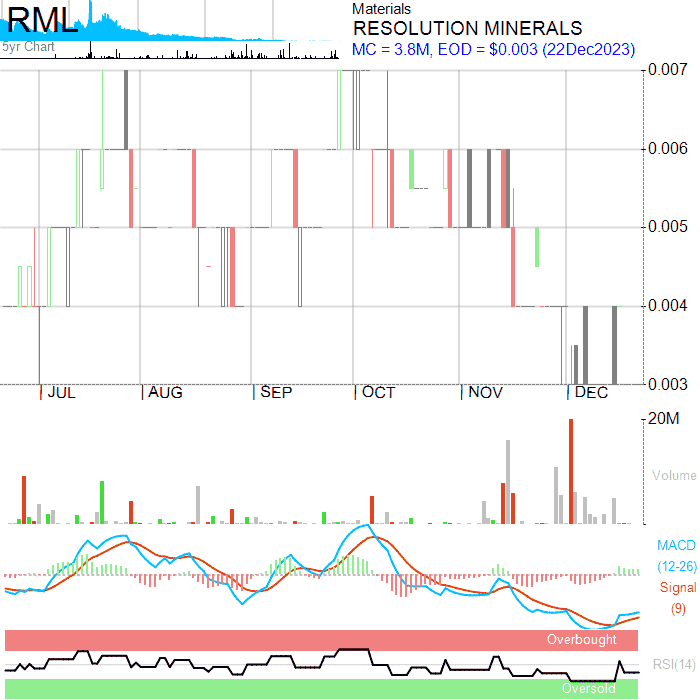 RML
5yr Chart
Materials
RESOLUTION MINERALS
MC = 3.8M, EOD = $0.003 (22Dec2023)
0.007
0.006
0.005
0.004
0.003
JUL AUG SEP OCT NOV DEC
20M
Volume
MACD
(12-26)
Signal
(9)
Overbought
RSI(14)
Oversold